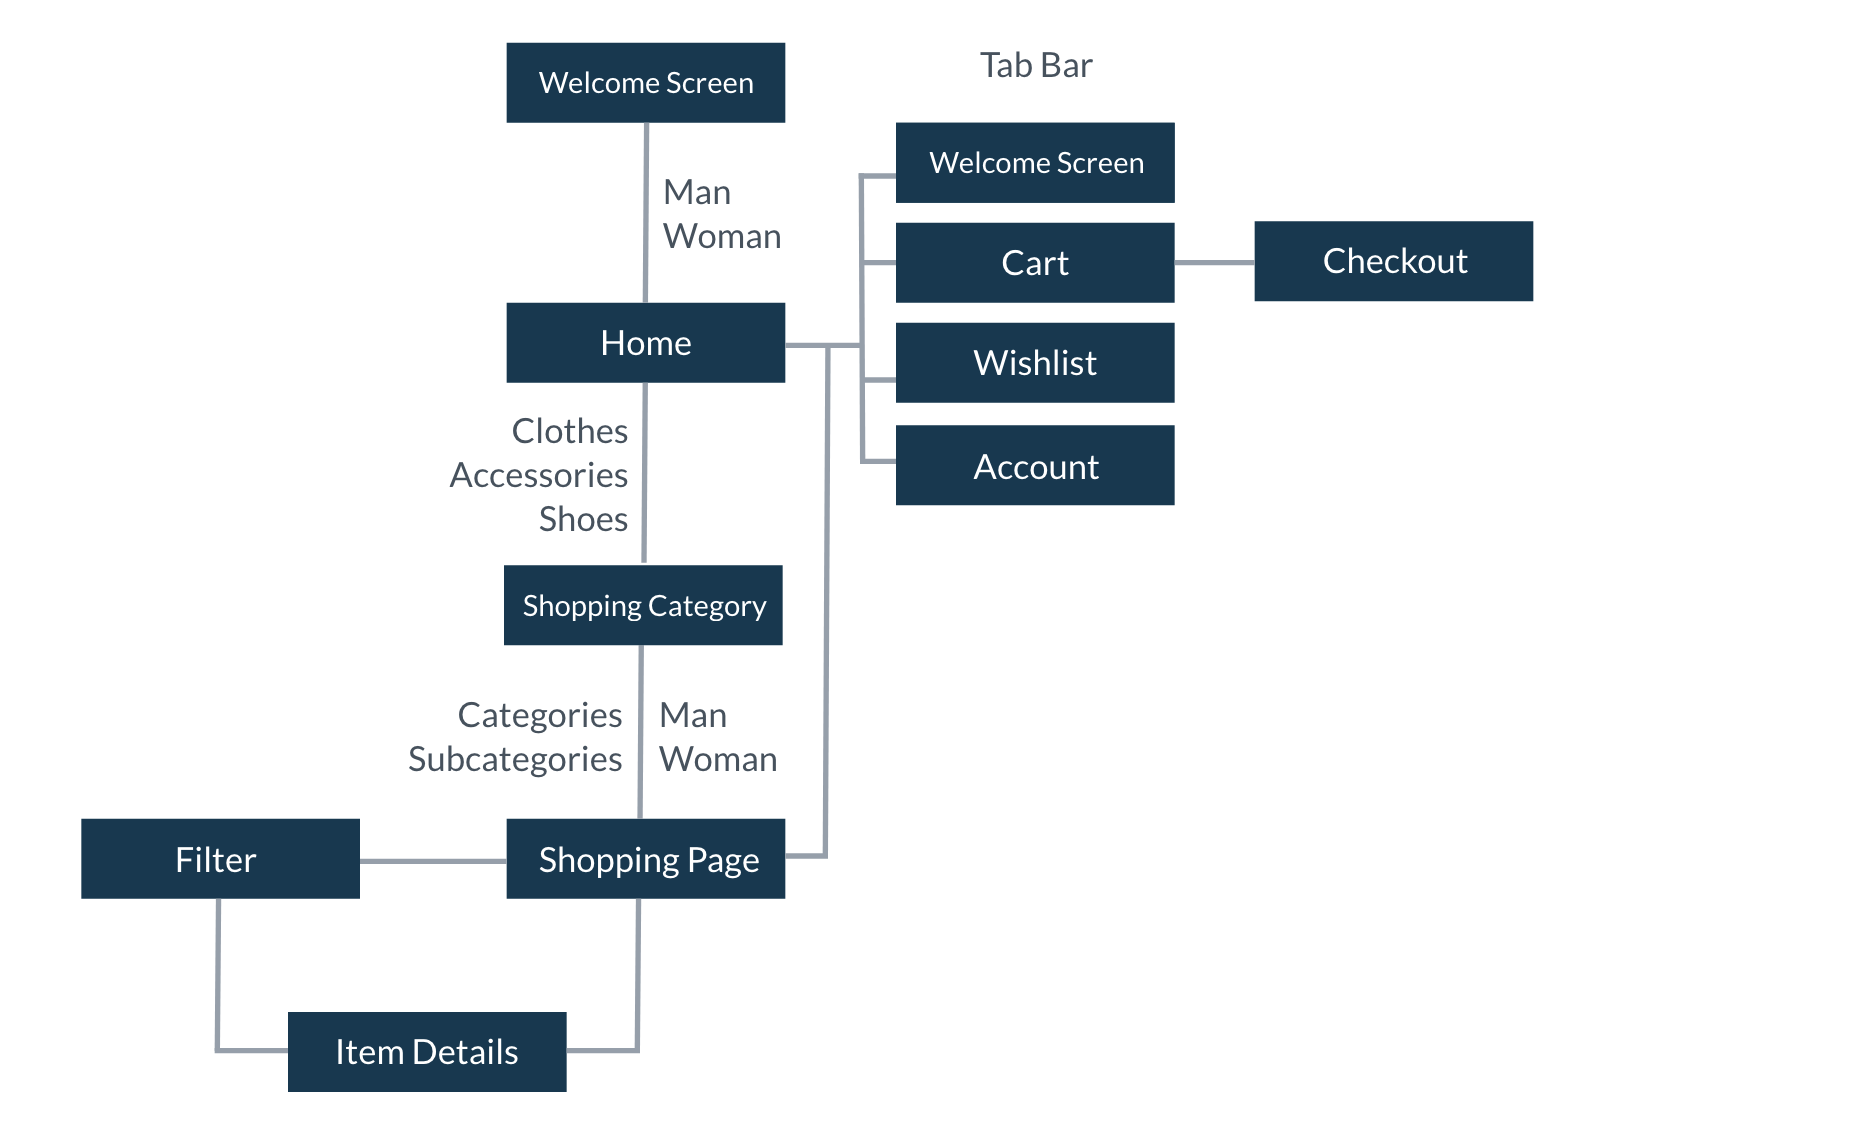 Welcome Screen
Tab Bar
Welcome Screen
Man
Woman
Cart
Checkout
Home
Wishlist
Clothes
Accessories
Shoes
Account
Shopping Category
Categories
Subcategories
Man
Woman
Filter
Shopping Page
Item Details